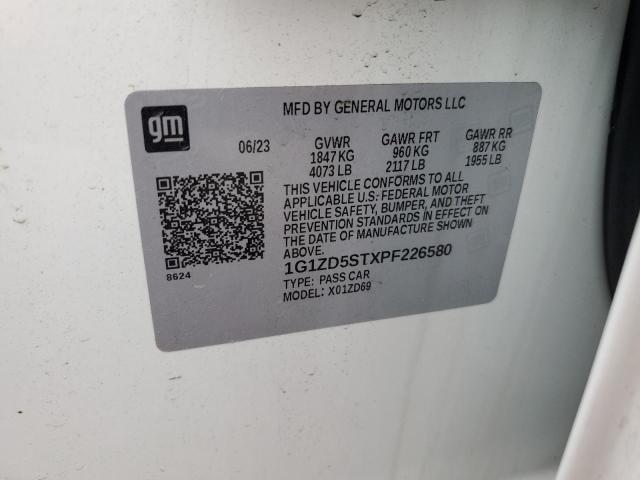 MFD BY GENERAL MOTORS LLC
gm
06/23 GVWR GAWR FRT GAWR RR
1847 KG 960 KG 887 KG
4073 LB 2117 LB 1955 LB
THIS VEHICLE CONFORMS TO ALL
APPLICABLE U.S. FEDERAL MOTOR
VEHICLE SAFETY, BUMPER, AND THEFT
PREVENTION STANDARDS IN EFFECT ON
THE DATE OF MANUFACTURE SHOWN
ABOVE.
1G1ZD5STXPF226580
8624
TYPE: PASS CAR
MODEL: X01ZD69